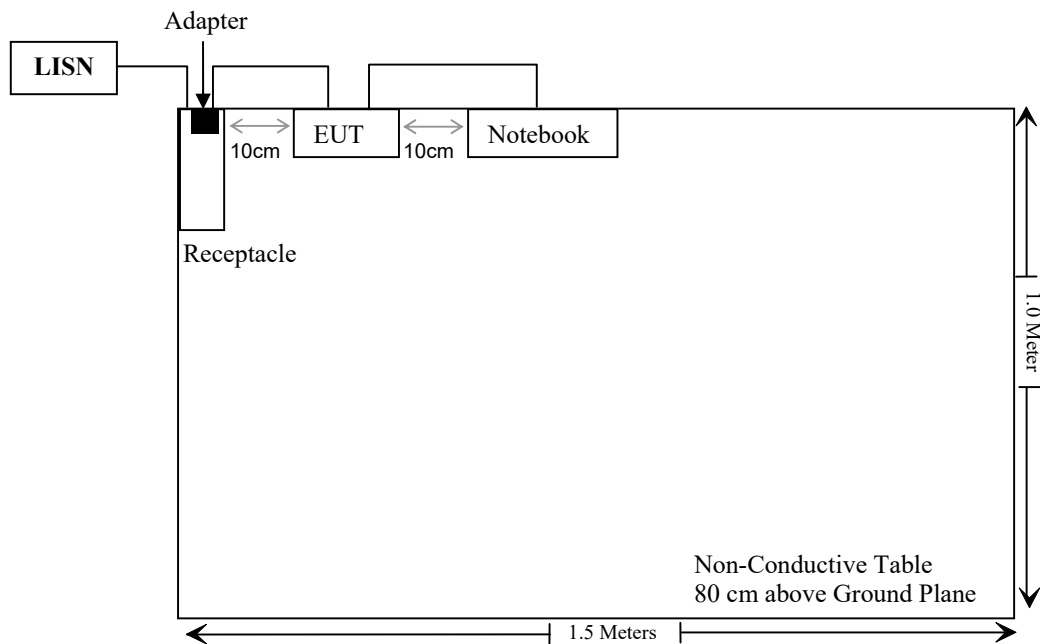 Adapter
LISN
EUT
Notebook
10cm
10cm
Receptacle
1.0 Meter
Non-Conductive Table
80 cm above Ground Plane
1.5 Meters